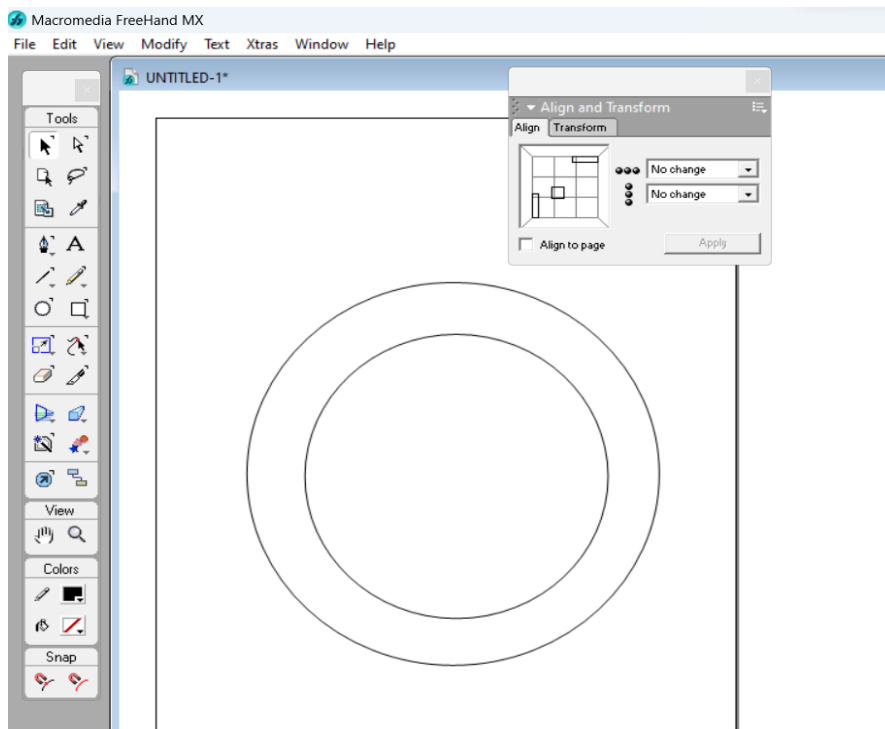 Macromedia FreeHand MX
File Edit View Modify Text Xtras Window Help
UNTITLED-1*
Tools
A
View
Colors
Snap
Align and Transform
Align Transform
No change
No change
Align to page Apply